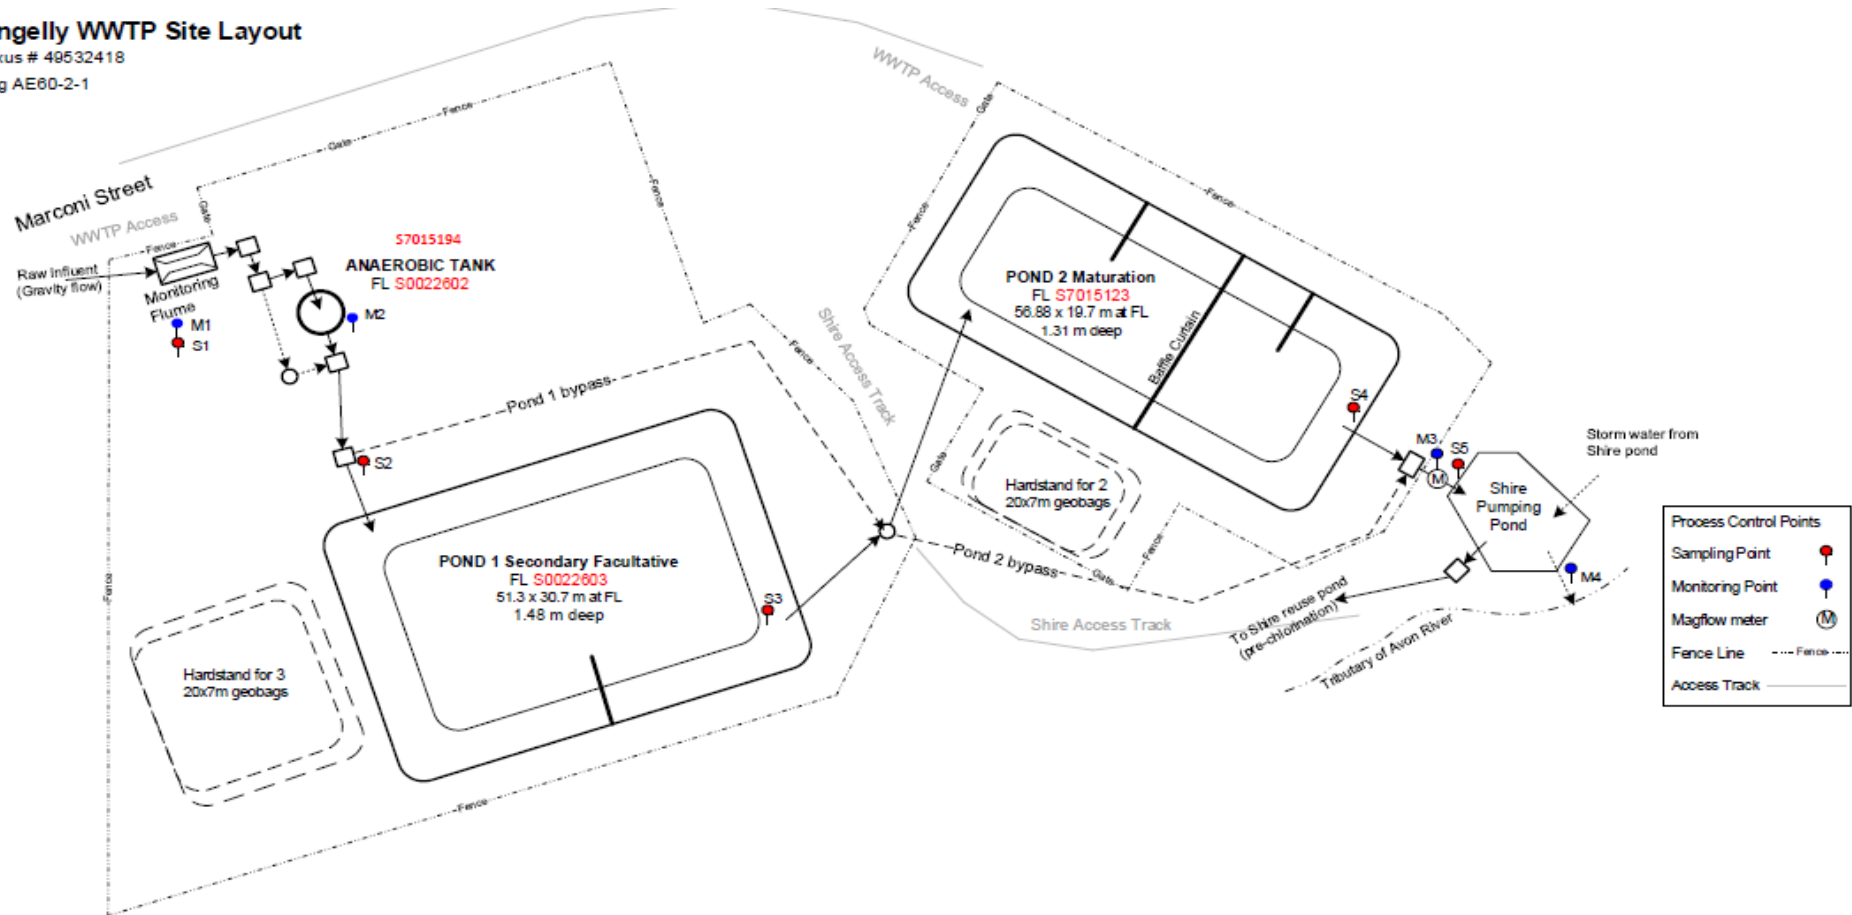 ngelly WWTP Site Layout
us # 49532418
g AE60-2-1
Marconi Street
WWTP Access
Raw Influent
(Gravity flow)
Monitoring
Flume
M1
S1
Fence
Gate
Gate
Fence
Fence
S7015194
ANAEROBIC TANK
FL S0022602
M2
S2
Pond 1 bypass
Fence
Shire Access Track
Fence
POND 1 Secondary Facultative
FL S0022603
51.3 x 30.7 m at FL
1.48 m deep
S3
Hardstand for 3
20x7m geobags
Fence
WWTP Access
Gate
Fence
Fence
POND 2 Maturation
FL S7015123
56.88 x 19.7 m at FL
1.31 m deep
Baffle Curtain
S4
Gate
Hardstand for 2
20x7m geobags
Fence
Pond 2 bypass
Gate
Shire Access Track
M3
S5
M
Shire
Pumping
Pond
Storm water from
Shire pond
M4
To Shire reuse pond
(pre-chlorination)
Tributary of Avon River
Process Control Points
Sampling Point
Monitoring Point
Magflow meter
M
Fence Line
Fence
Access Track